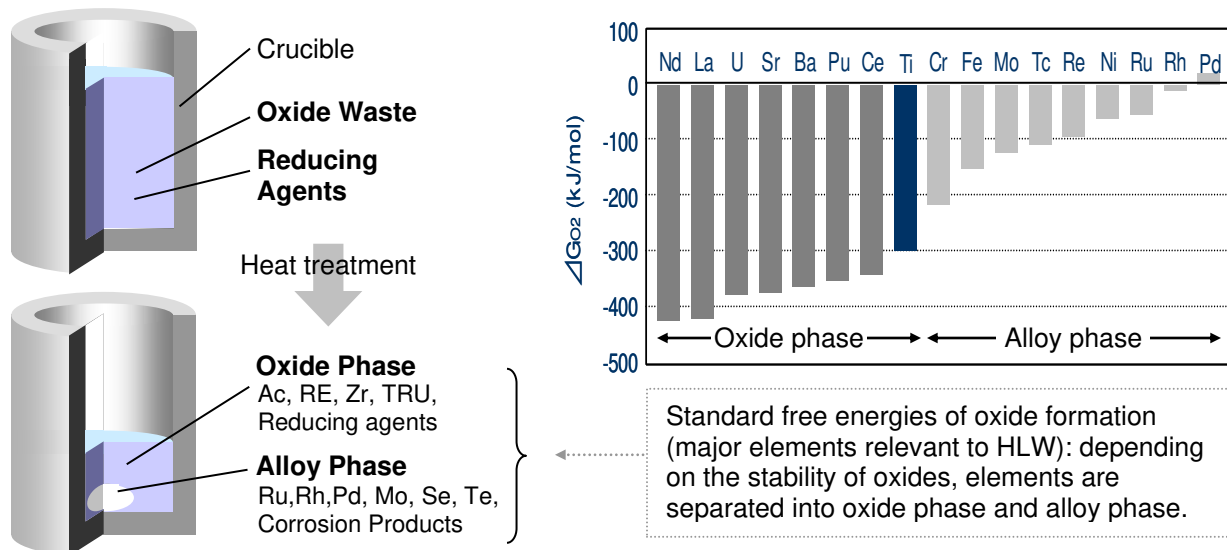 Crucible
Oxide Waste
Reducing
Agents
Heat treatment
Oxide Phase
Ac, RE, Zr, TRU,
Reducing agents
Alloy Phase
Ru,Rh,Pd, Mo, Se, Te,
Corrosion Products
100
Nd La U Sr Ba Pu Ce Ti Cr Fe Mo Tc Re Ni Ru Rh Pd
0
-100
-200
-300
-400
-500
⊿GO2 (kJ/mol)
Oxide phase
Alloy phase
Standard free energies of oxide formation
(major elements relevant to HLW): depending
on the stability of oxides, elements are
separated into oxide phase and alloy phase.